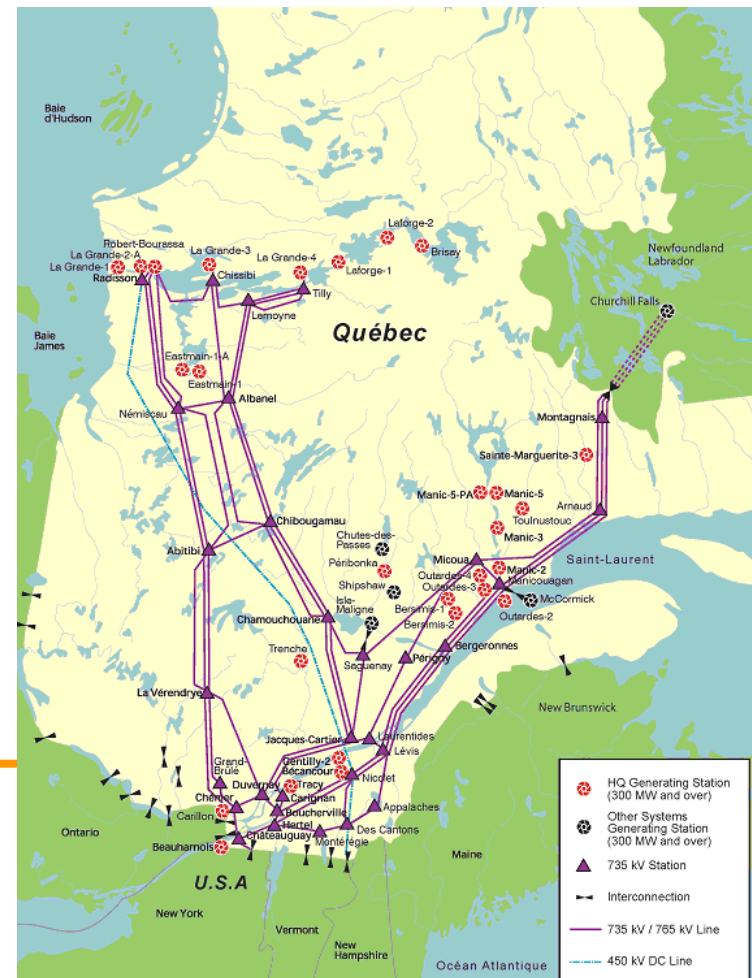 Baie
d'Hudson
Laforge-2
Brisay
Robert-Bourassa
La Grande-3
La Grande-2-A
La Grande-1
La Grande-4
Laforge-1
Radisson
Chissibi
Tilly
Lemoyne
Newfoundland
Labrador
Churchill Falls
Québec
Baie
James
Eastmain-1-A
Eastmain-1
Albanel
Némiscau
Montagnais
Sainte-Marguerite-3
Manic-5-PA
Manic-5
Toulnustouc
Arnaud
Manic-3
Chibougamau
Abitibi
Chutes-des-
Passes
Péribonka
Shipshaw
Isle-
Maligne
Micoua
Saint-Laurent
Manic-2
Outardes-4
Manicouagan
Outardes-3
McCormick
Bersimis-1
Outardes-2
Bersimis-2
Chamouchouane
Bergeronnes
Trenche
Saguenay
Périgny
La Vérendrye
New Brunswick
Jacques-Cartier
Laurentides
Lévis
Gentilly-2
Bécancour
Nicolet
Grand-
Brûlé
Duvernay
Tracy
Carignan
Chénier
Carillon
Boucherville
Appalaches
Hertel
Des Cantons
Châteauguay
Montérégie
Beauharnois
Ontario
U.S.A
Maine
New York
Vermont
New
Hampshire
Océan Atlantique
HQ Generating Station
(300 MW and over)
Other Systems
Generating Station
(300 MW and over)
735 kV Station
Interconnection
735 kV / 765 kV Line
450 kV DC Line